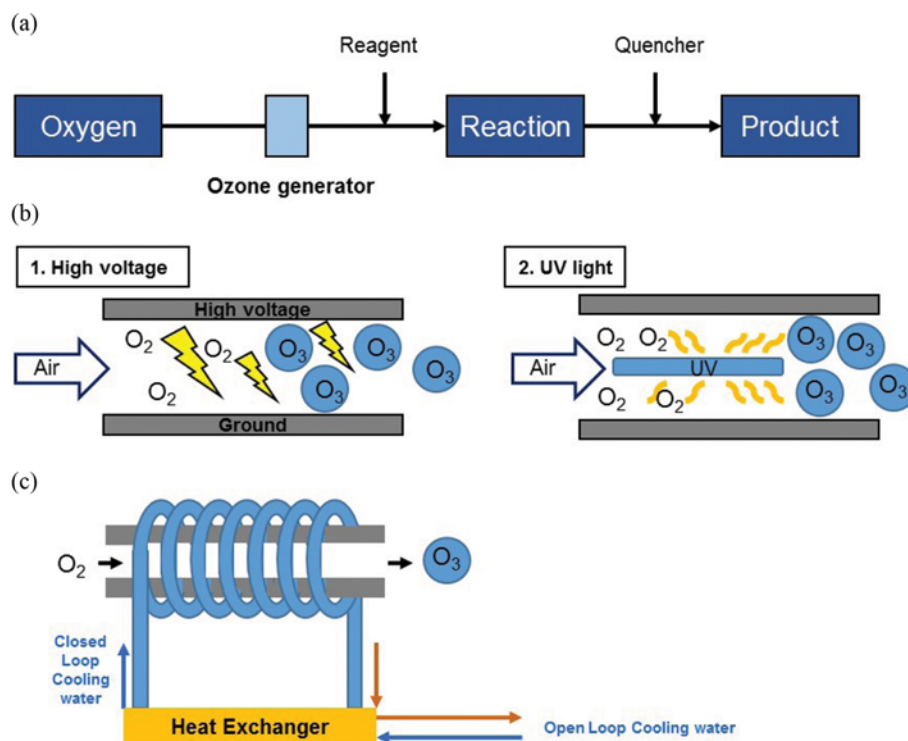 (a)
Reagent
Quencher
Oxygen
Reaction
Product
Ozone generator
(b)
1. High voltage
2. UV light
High voltage
Air
O₂
O₂
O₂
O₃
O₃
O₃
O₃
Ground
Air
O₂
O₂
O₂
O₂
UV
O₃
O₃
O₃
O₃
(c)
O₂
O₃
Closed
Loop
Cooling
water
Heat Exchanger
Open Loop Cooling water